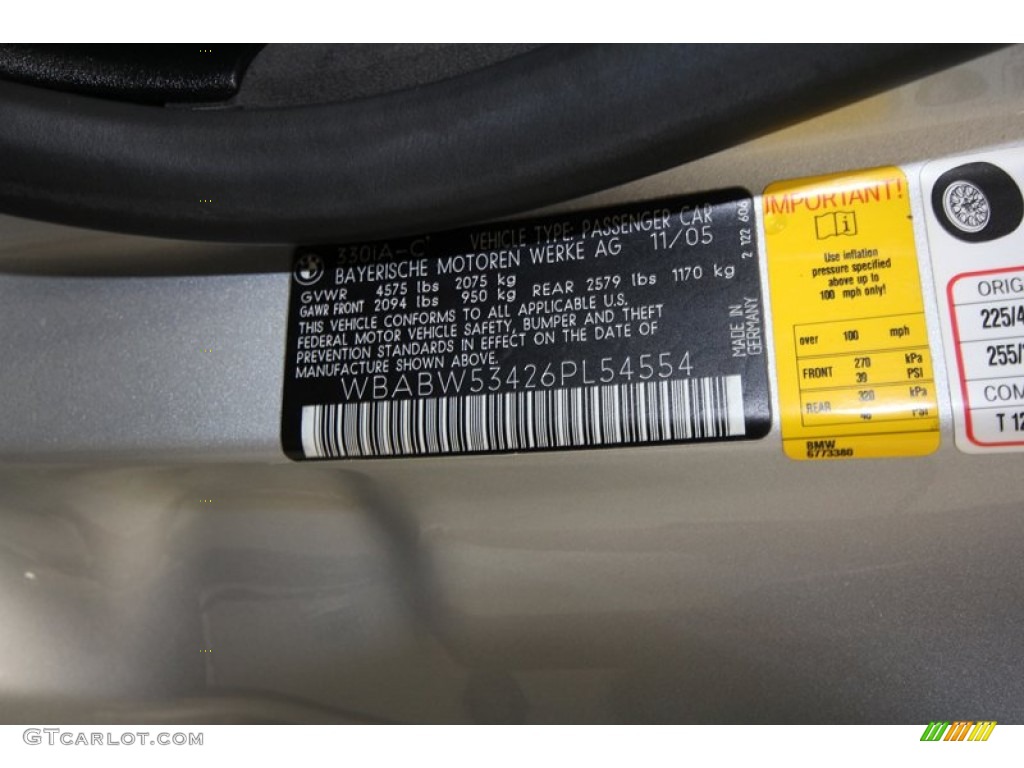 330IA-C VEHICLE TYPE: PASSENGER CAR
BAYERISCHE MOTOREN WERKE AG 11/05
GVWR 4575 lbs 2075 kg
GAWR FRONT 2094 lbs 950 kg REAR 2579 lbs 1170 kg
THIS VEHICLE CONFORMS TO ALL APPLICABLE U.S.
FEDERAL MOTOR VEHICLE SAFETY, BUMPER AND THEFT
PREVENTION STANDARDS IN EFFECT ON THE DATE OF
MANUFACTURE SHOWN ABOVE.
WBABW53426PL54554
2 122 606
MADE IN
GERMANY
IMPORTANT!
Use inflation
pressure specified
above up to
100 mph only!
over 100 mph
FRONT 270 kPa
39 PSI
REAR 320 kPa
PSI
BMW
6773380
ORIG
225/4
255/
COM
T 12
GTCARLOT.COM